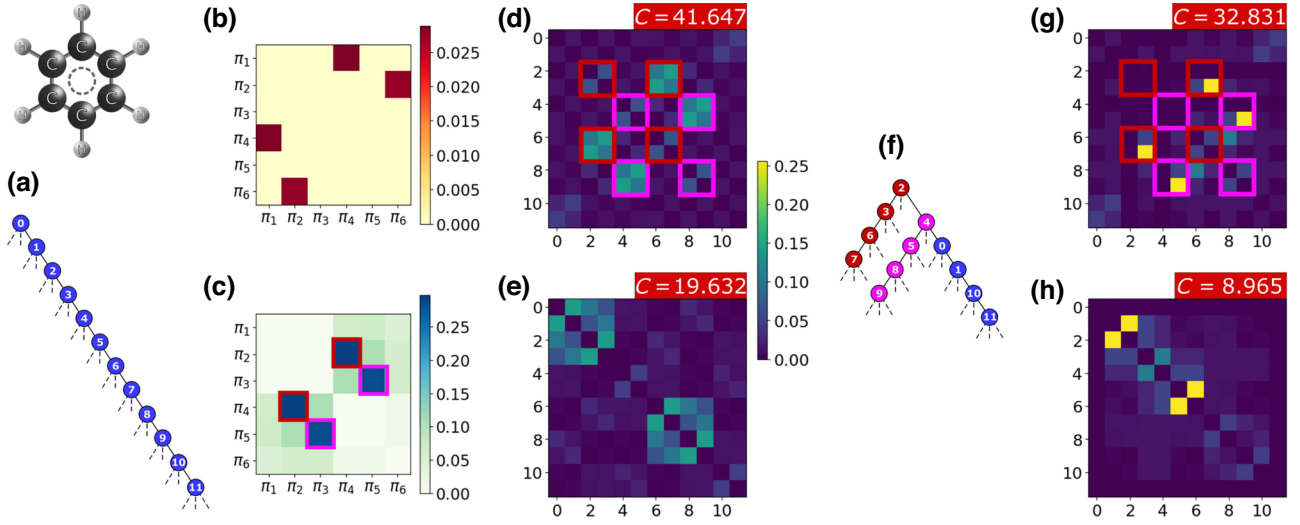 H
H H
C
C C
C C
C
H H
H
(a)
0
1
2
3
4
5
6
7
8
9
10
11
(b)
π₁
π₂
π₃
π₄
π₅
π₆
π₁ π₂ π₃ π₄ π₅ π₆
0.025
0.020
0.015
0.010
0.005
0.000
(c)
π₁
π₂
π₃
π₄
π₅
π₆
π₁ π₂ π₃ π₄ π₅ π₆
0.25
0.20
0.15
0.10
0.05
0.00
(d)
C = 41.647
0
2
4
6
8
10
0 2 4 6 8 10
(e)
C = 19.632
0
2
4
6
8
10
0 2 4 6 8 10
0.25
0.20
0.15
0.10
0.05
0.00
(f)
2
3 4
6 5 0
7 8 1
9 10
11
(g)
C = 32.831
0
2
4
6
8
10
0 2 4 6 8 10
(h)
C = 8.965
0
2
4
6
8
10
0 2 4 6 8 10